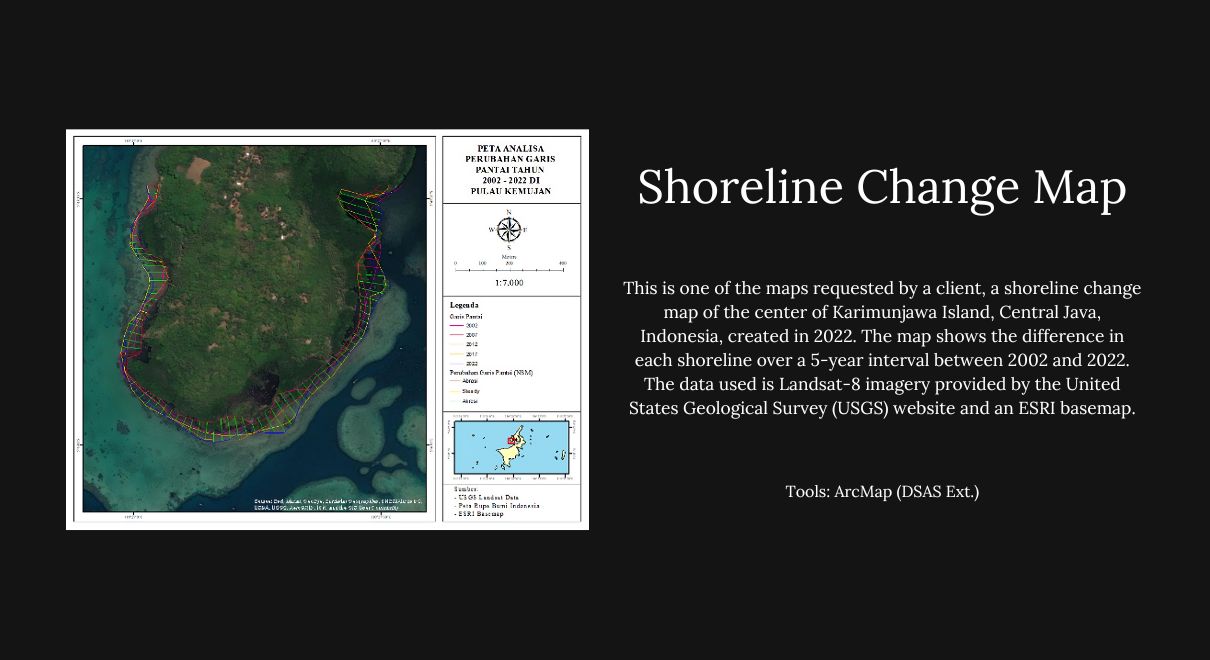 PETA ANALISA
PERUBAHAN GARIS
PANTAI TAHUN
2002 - 2022 DI
PULAU KEMUJAN
N
W E
S
Metre
0 100 200 400
1:7.000
Legenda
Garis Pantai
2002
2007
2012
2017
2022
Perubahan Garis Pantai (NSM)
Abrasi
Steady
Akresi
Sumber:
- USGS Landsat Data
- Peta Rupa Bumi Indonesia
- ESRI Basemap
Source: Esri, Maxar, GeoEye, Earthstar Geographics, CNES/Airbus DS,
USDA, USGS, AeroGRID, IGN, and the GIS User Community
Shoreline Change Map
This is one of the maps requested by a client, a shoreline change
map of the center of Karimunjawa Island, Central Java,
Indonesia, created in 2022. The map shows the difference in
each shoreline over a 5-year interval between 2002 and 2022.
The data used is Landsat-8 imagery provided by the United
States Geological Survey (USGS) website and an ESRI basemap.
Tools: ArcMap (DSAS Ext.)